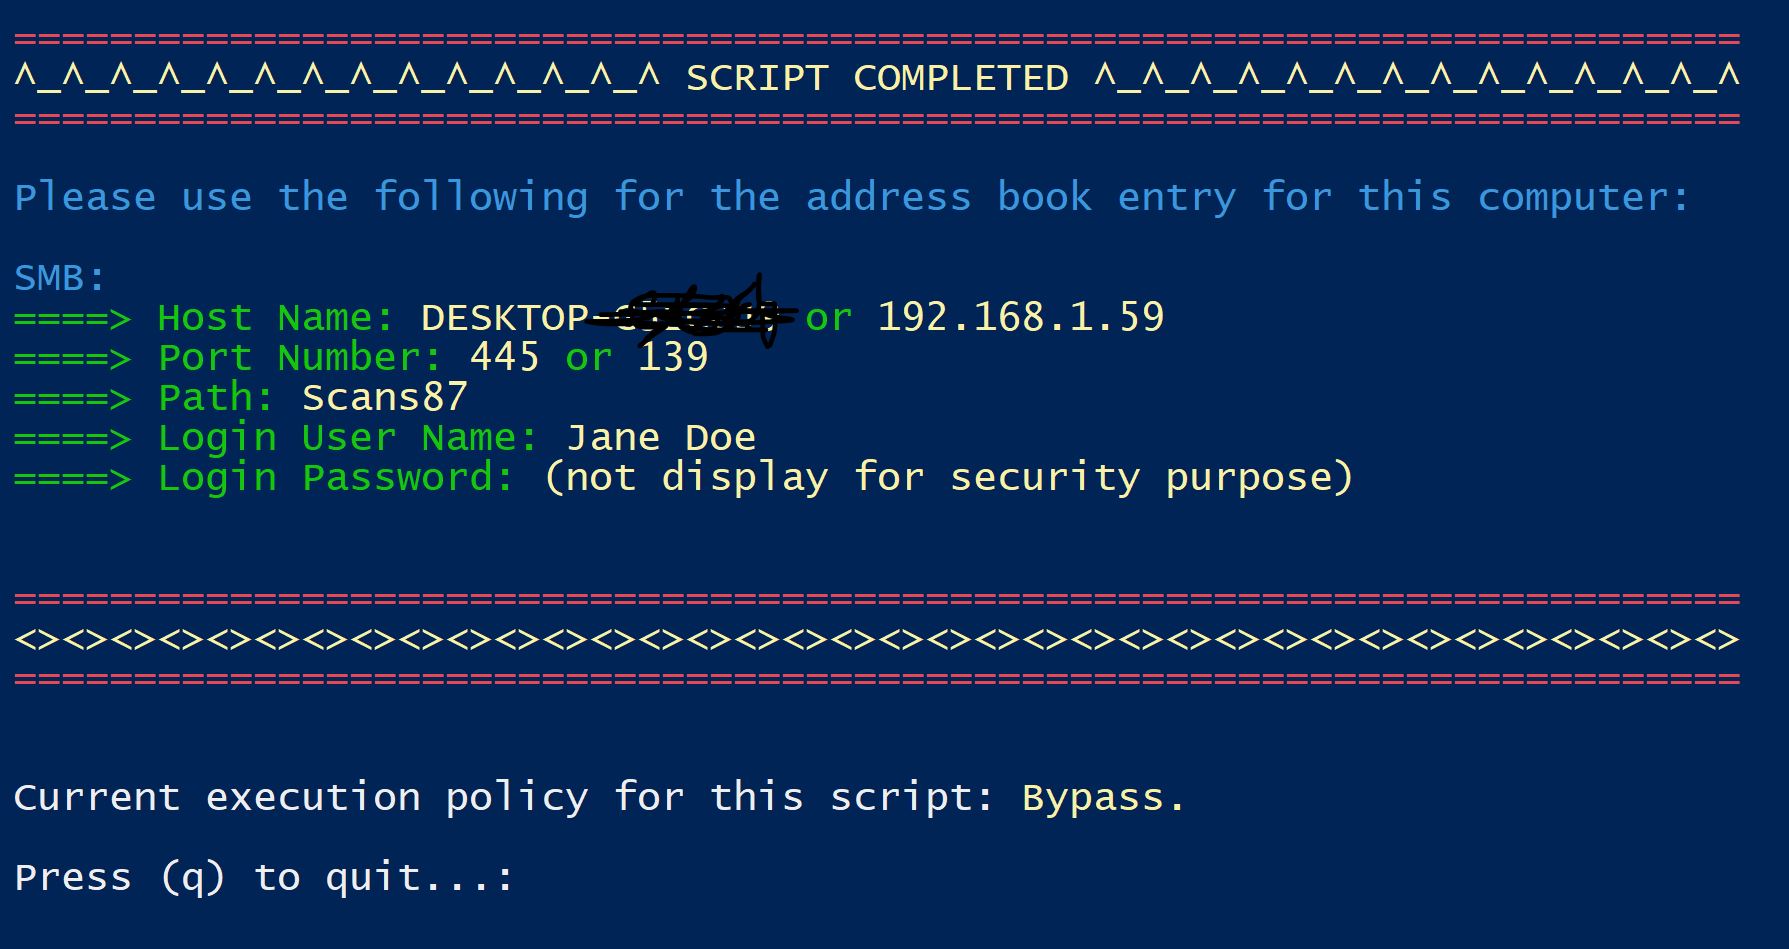 ========================================================================
^_^_^_^_^_^_^_^_^_^_^_^_^_^ SCRIPT COMPLETED ^_^_^_^_^_^_^_^_^_^_^_^_^_^
========================================================================
Please use the following for the address book entry for this computer:
SMB:
====> Host Name: DESKTOP or 192.168.1.59
====> Port Number: 445 or 139
====> Path: Scans87
====> Login User Name: Jane Doe
====> Login Password: (not display for security purpose)
========================================================================
<><><><><><><><><><><><><><><><><><><><><><><><><><><><><><><><><><><><>
========================================================================
Current execution policy for this script: Bypass.
Press (q) to quit...: